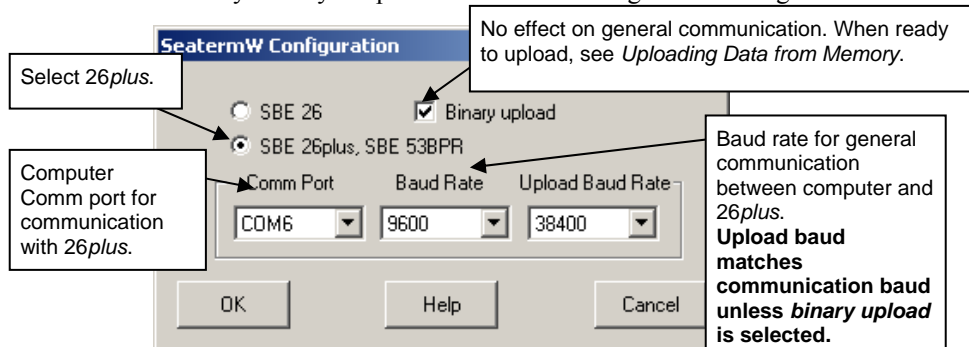 No effect on general communication. When ready
to upload, see Uploading Data from Memory.
SeatermW Configuration
Select 26plus.
SBE 26
Binary upload
SBE 26plus, SBE 53BPR
Computer
Comm port for
communication
with 26plus.
Comm Port
Baud Rate
Upload Baud Rate
COM6
9600
38400
Baud rate for general
communication
between computer and
26plus.
Upload baud
matches
communication baud
unless binary upload
is selected.
OK
Help
Cancel